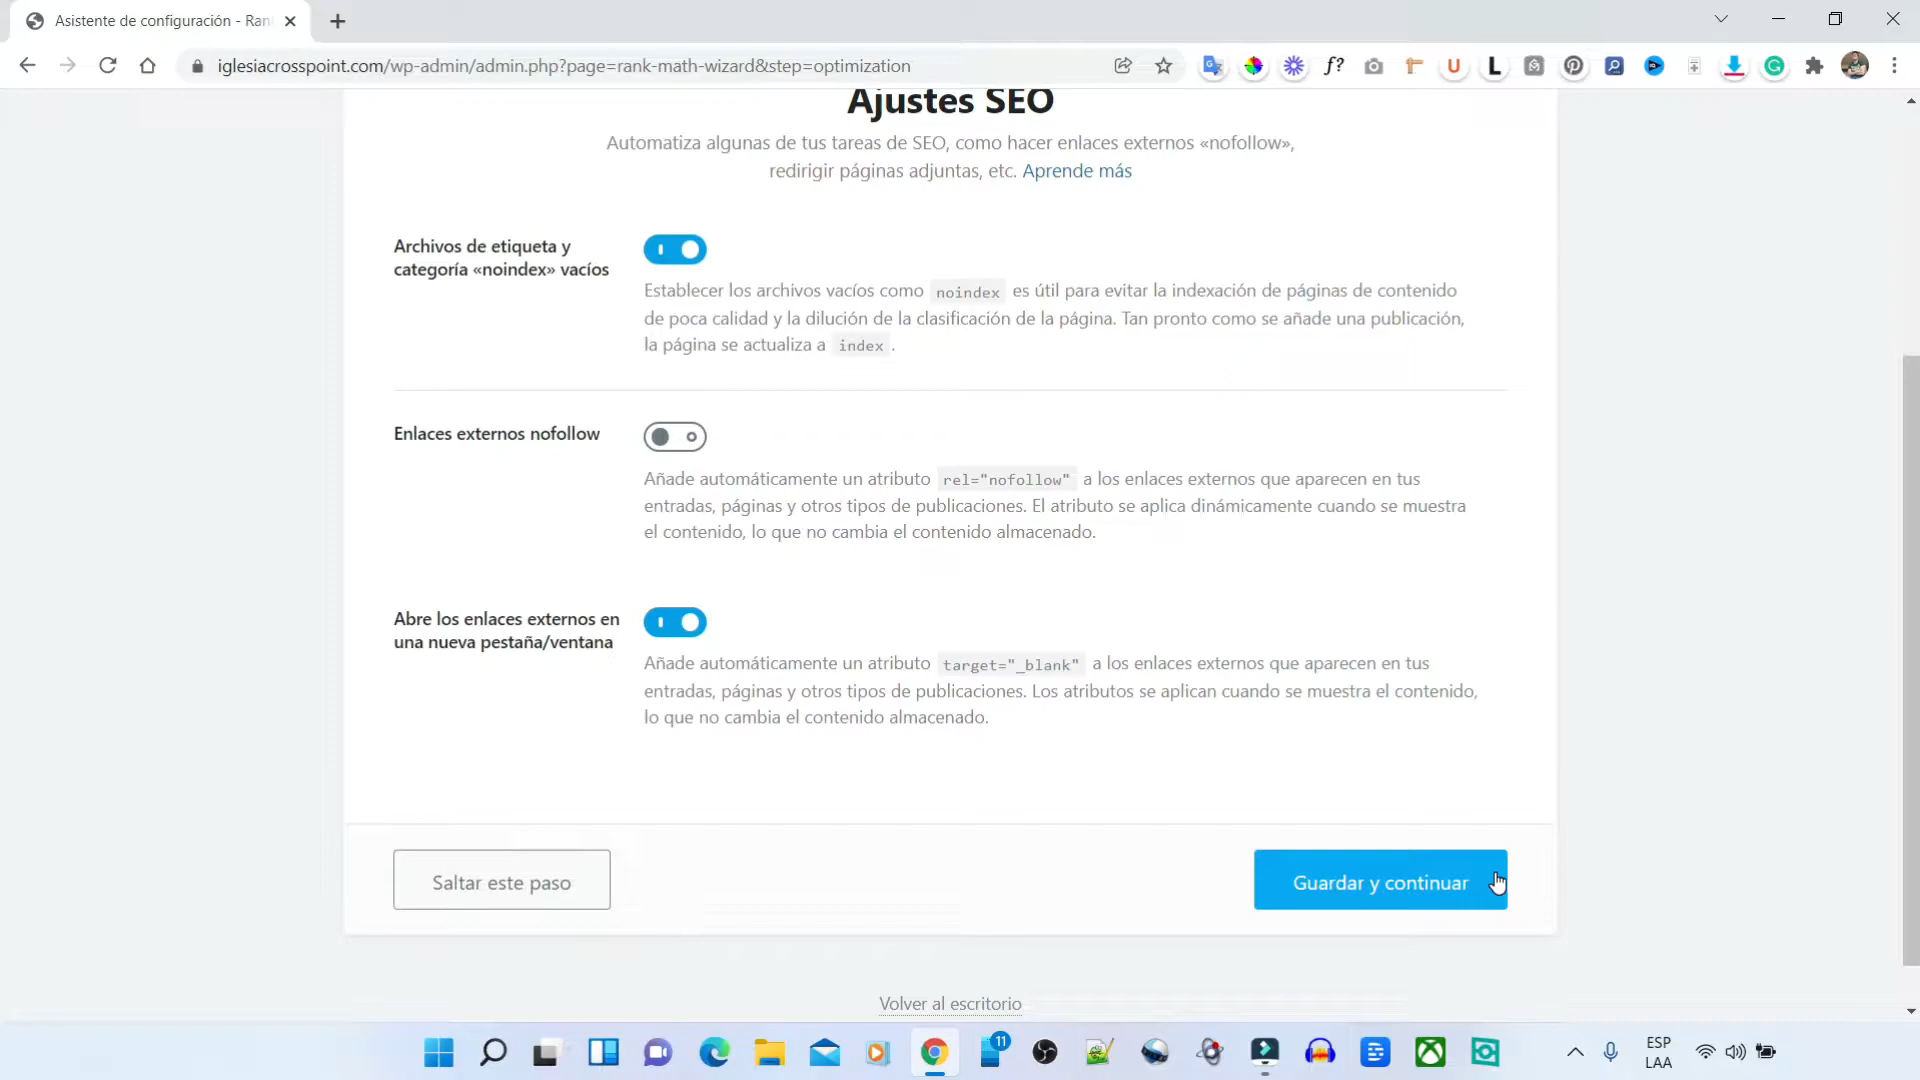 Asistente de configuración - Ran
iglesiacrosspoint.com/wp-admin/admin.php?page=rank-math-wizard&step=optimization
Ajustes SEO
Automatiza algunas de tus tareas de SEO, como hacer enlaces externos «nofollow»,
redirigir páginas adjuntas, etc. Aprende más
Archivos de etiqueta y
categoría «noindex» vacíos
Establecer los archivos vacíos como noindex es útil para evitar la indexación de páginas de contenido
de poca calidad y la dilución de la clasificación de la página. Tan pronto como se añade una publicación,
la página se actualiza a index .
Enlaces externos nofollow
Añade automáticamente un atributo rel="nofollow" a los enlaces externos que aparecen en tus
entradas, páginas y otros tipos de publicaciones. El atributo se aplica dinámicamente cuando se muestra
el contenido, lo que no cambia el contenido almacenado.
Abre los enlaces externos en
una nueva pestaña/ventana
Añade automáticamente un atributo target="_blank" a los enlaces externos que aparecen en tus
entradas, páginas y otros tipos de publicaciones. Los atributos se aplican cuando se muestra el contenido,
lo que no cambia el contenido almacenado.
Saltar este paso
Guardar y continuar
Volver al escritorio
11
ESP
LAA